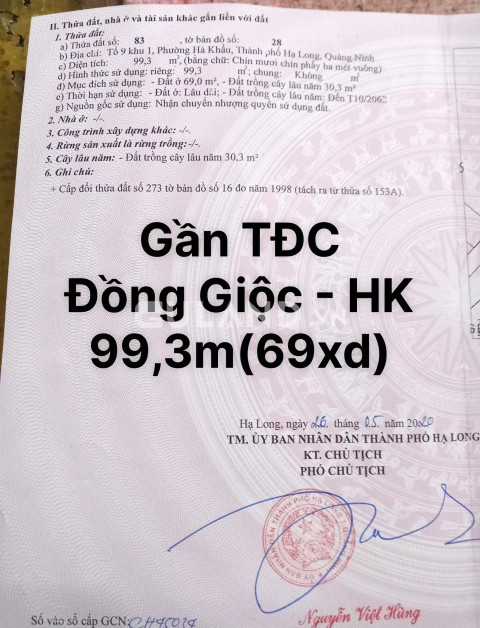 II. Thửa đất, nhà ở và tài sản khác gắn liền với đất
1. Thửa đất:
a) Thửa đất số: 83 , tờ bản đồ số: 28
b) Địa chỉ: Tổ 9 khu 1, Phường Hà Khẩu, Thành phố Hạ Long, Quảng Ninh
c) Diện tích: 99,3 m², (bằng chữ: Chín mươi chín phẩy ba mét vuông)
d) Hình thức sử dụng: riêng: 99,3 m²; chung: Không m²
đ) Mục đích sử dụng: - Đất ở 69,0 m², - Đất trồng cây lâu năm 30,3 m²
e) Thời hạn sử dụng: - Đất ở: Lâu dài; - Đất trồng cây lâu năm: Đến T10/2062
g) Nguồn gốc sử dụng: Nhận chuyển nhượng quyền sử dụng đất.
2. Nhà ở: -/-.
3. Công trình xây dựng khác: -/-.
4. Rừng sản xuất là rừng trồng:-/-.
5. Cây lâu năm: - Đất trồng cây lâu năm 30,3 m²
6. Ghi chú:
+ Cấp đổi thửa đất số 273 tờ bản đồ số 16 đo năm 1998 (tách ra từ thửa số 153A).
Gần TĐC
Đồng Giộc - HK
99,3m(69xd)
Hạ Long, ngày 26 tháng 05 năm 2020
TM. ỦY BAN NHÂN DÂN THÀNH PHỐ HẠ LONG
KT. CHỦ TỊCH
PHÓ CHỦ TỊCH
Nguyễn Việt Hùng
Số vào sổ cấp GCN: